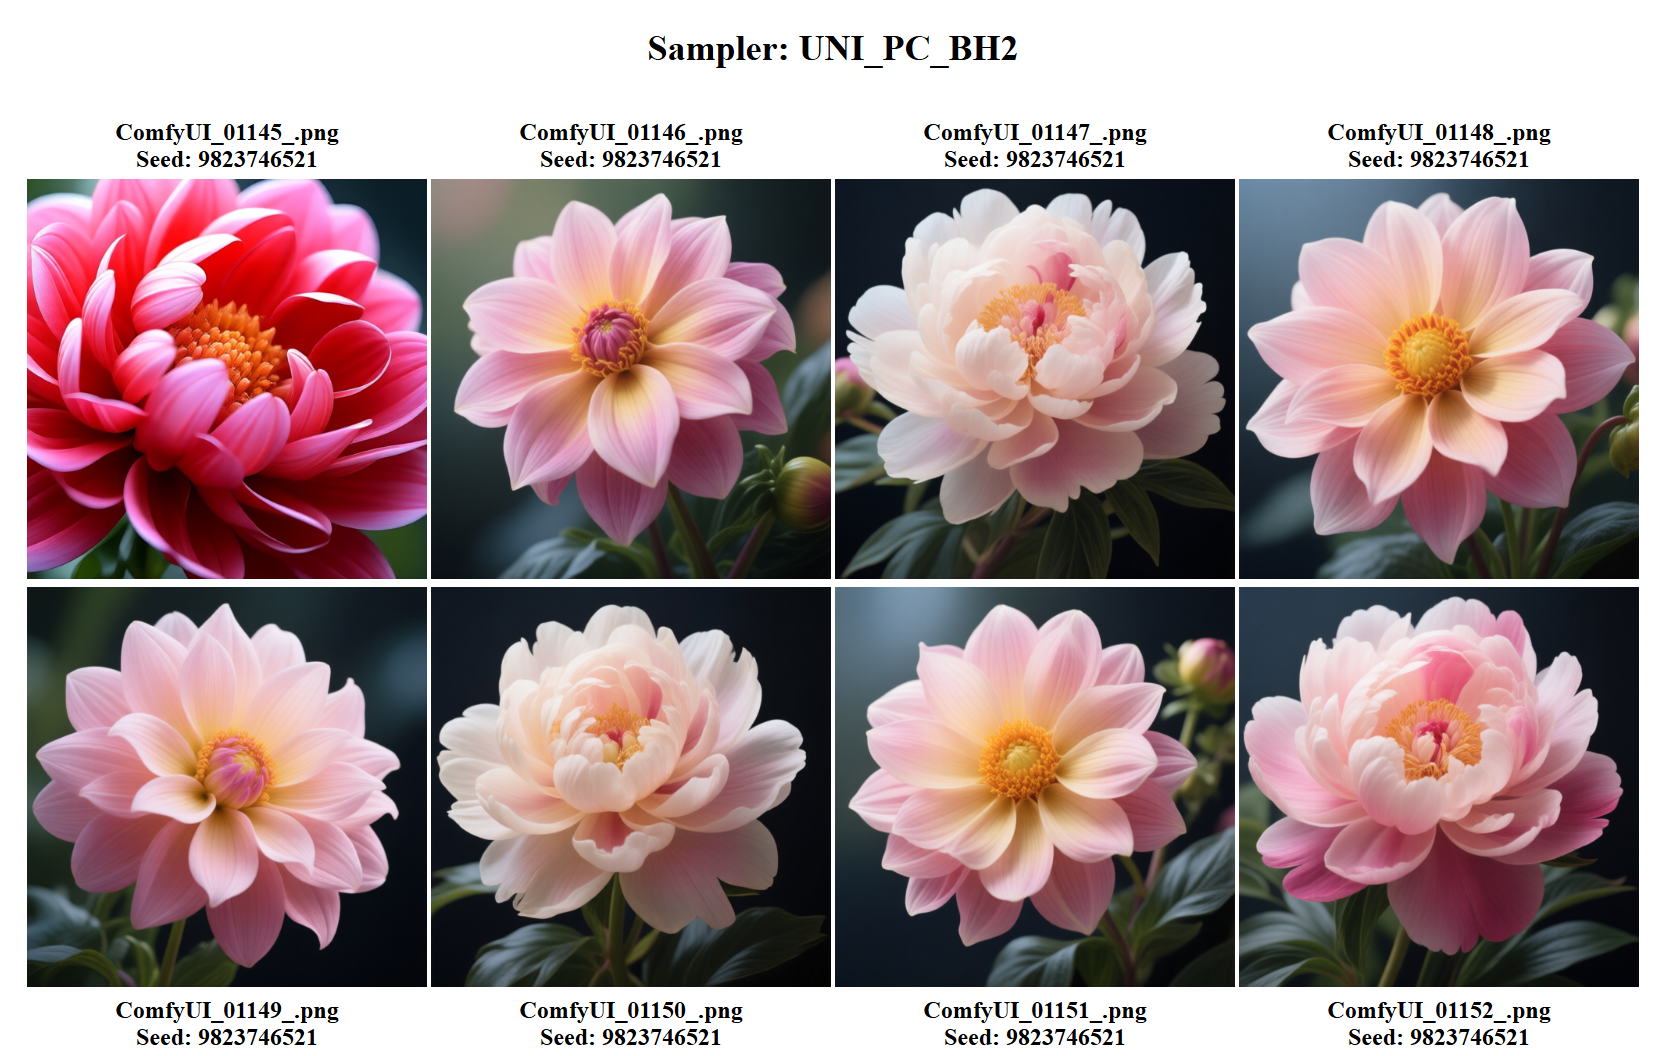 Sampler: UNI_PC_BH2
ComfyUI_01145_.png
Seed: 9823746521
ComfyUI_01146_.png
Seed: 9823746521
ComfyUI_01147_.png
Seed: 9823746521
ComfyUI_01148_.png
Seed: 9823746521
ComfyUI_01149_.png
Seed: 9823746521
ComfyUI_01150_.png
Seed: 9823746521
ComfyUI_01151_.png
Seed: 9823746521
ComfyUI_01152_.png
Seed: 9823746521